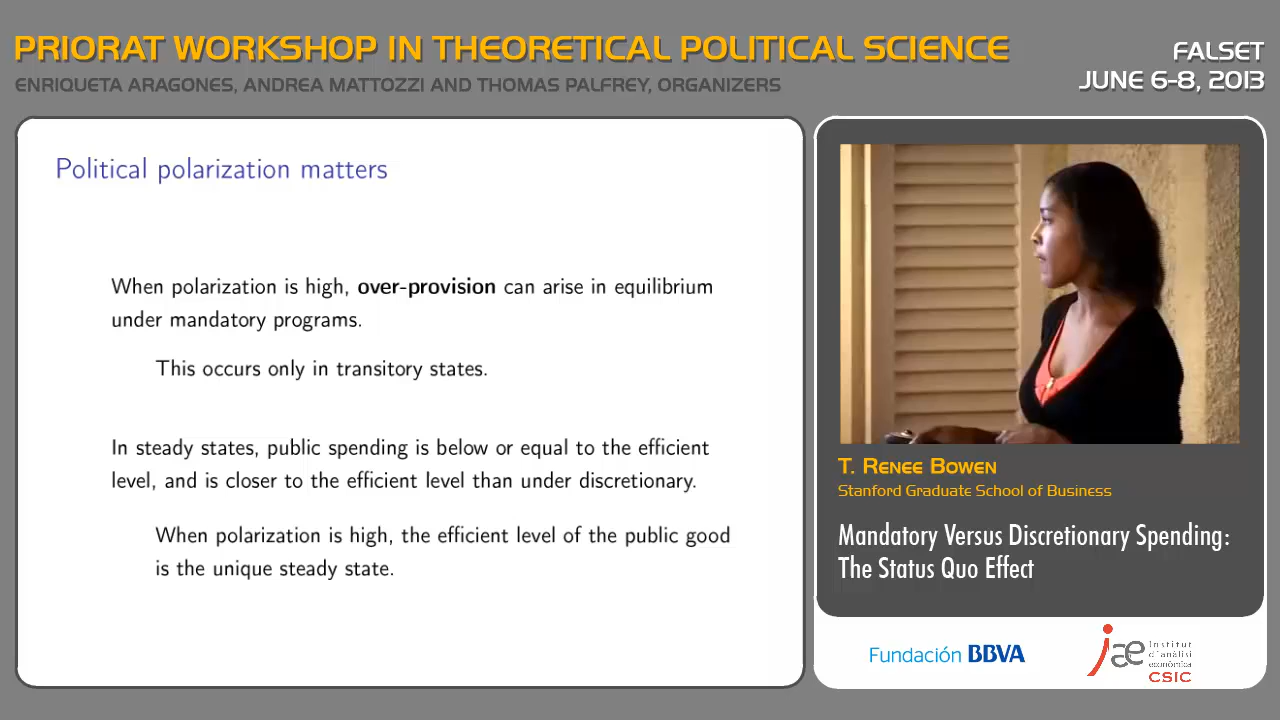 PRIORAT WORKSHOP IN THEORETICAL POLITICAL SCIENCE
ENRIQUETA ARAGONES, ANDREA MATTOZZI AND THOMAS PALFREY, ORGANIZERS
FALSET
JUNE 6-8, 2013
Political polarization matters
When polarization is high, over-provision can arise in equilibrium
under mandatory programs.
This occurs only in transitory states.
In steady states, public spending is below or equal to the efficient
level, and is closer to the efficient level than under discretionary.
When polarization is high, the efficient level of the public good
is the unique steady state.
T. Renee Bowen
Stanford Graduate School of Business
Mandatory Versus Discretionary Spending:
The Status Quo Effect
Fundación BBVA
iae
Institut
d'anàlisi
econòmica
CSIC